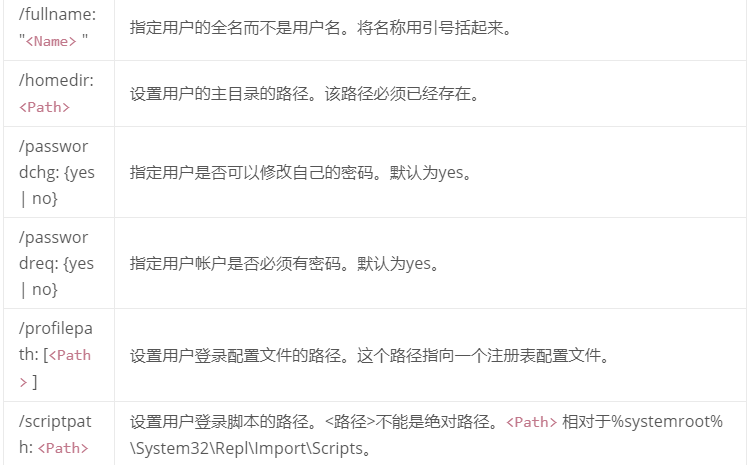 /fullname:
"<Name> "
指定用户的全名而不是用户名。将名称用引号括起来。
/homedir:
<Path>
设置用户的主目录的路径。该路径必须已经存在。
/passwor
dchg: {yes
| no}
指定用户是否可以修改自己的密码。默认为yes。
/passwor
dreq: {yes
| no}
指定用户帐户是否必须有密码。默认为yes。
/profilepa
th: [<Path
> ]
设置用户登录配置文件的路径。这个路径指向一个注册表配置文件。
/scriptpat
h: <Path>
设置用户登录脚本的路径。<路径>不能是绝对路径。<Path> 相对于%systemroot%
\System32\Repl\Import\Scripts。